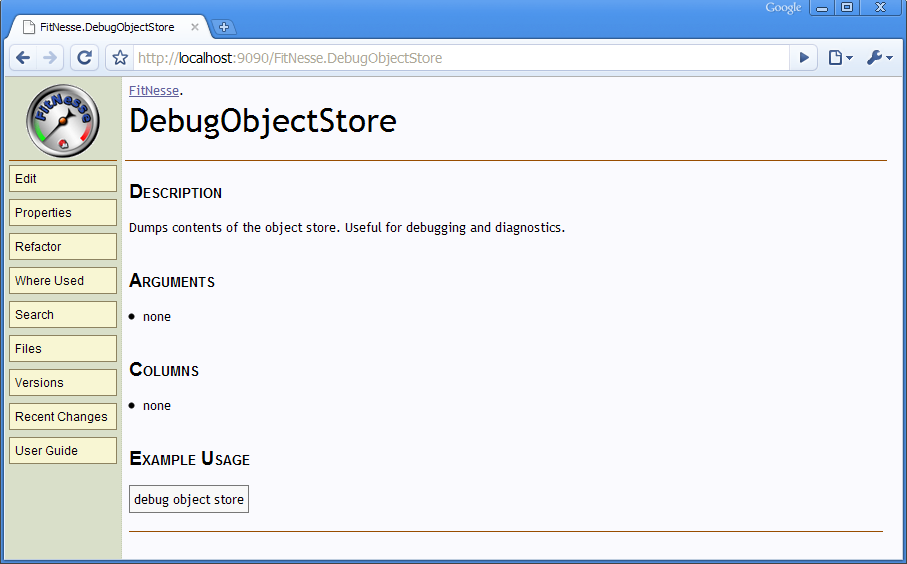 Google
FitNesse.DebugObjectStore
http://localhost:9090/FitNesse.DebugObjectStore
FitNesse
FitNesse.
DebugObjectStore
Edit
Properties
Refactor
Where Used
Search
Files
Versions
Recent Changes
User Guide
DESCRIPTION
Dumps contents of the object store. Useful for debugging and diagnostics.
ARGUMENTS
• none
COLUMNS
• none
EXAMPLE USAGE
debug object store